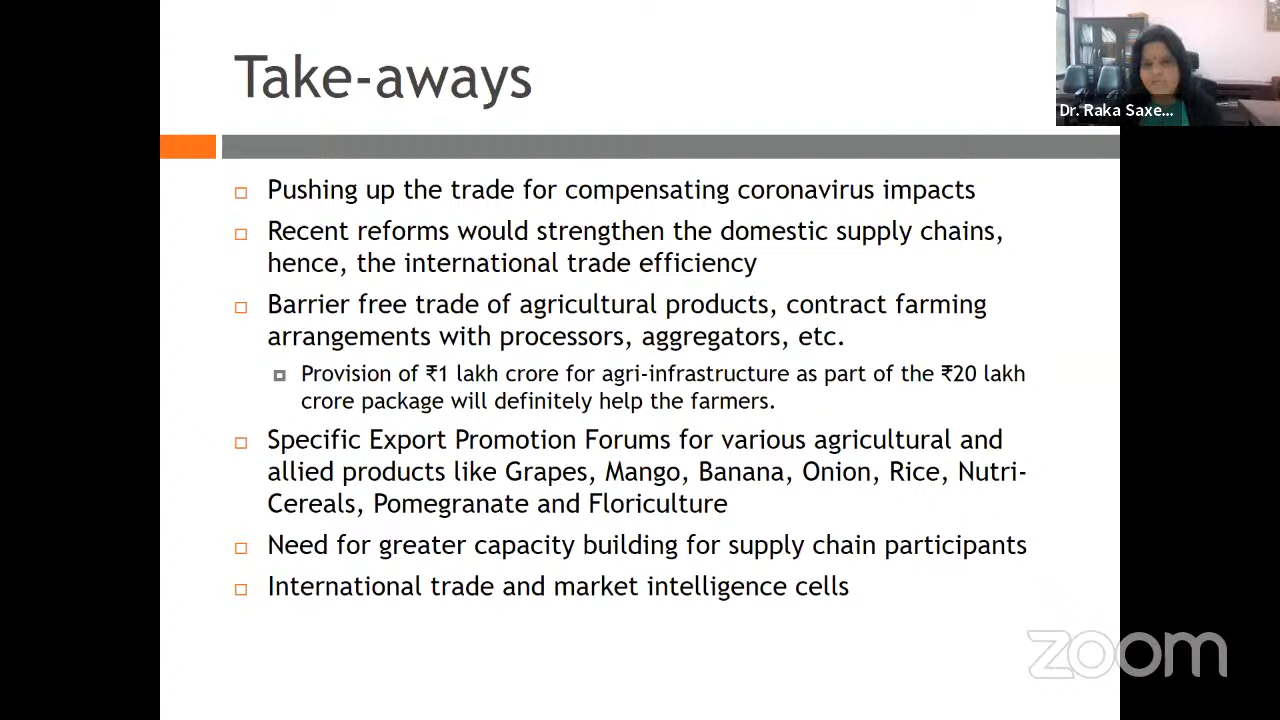 Take-aways
Dr. Raka Saxe...
Pushing up the trade for compensating coronavirus impacts
Recent reforms would strengthen the domestic supply chains,
hence, the international trade efficiency
Barrier free trade of agricultural products, contract farming
arrangements with processors, aggregators, etc.
Provision of ₹1 lakh crore for agri-infrastructure as part of the ₹20 lakh
crore package will definitely help the farmers.
Specific Export Promotion Forums for various agricultural and
allied products like Grapes, Mango, Banana, Onion, Rice, Nutri-
Cereals, Pomegranate and Floriculture
Need for greater capacity building for supply chain participants
International trade and market intelligence cells
zoom